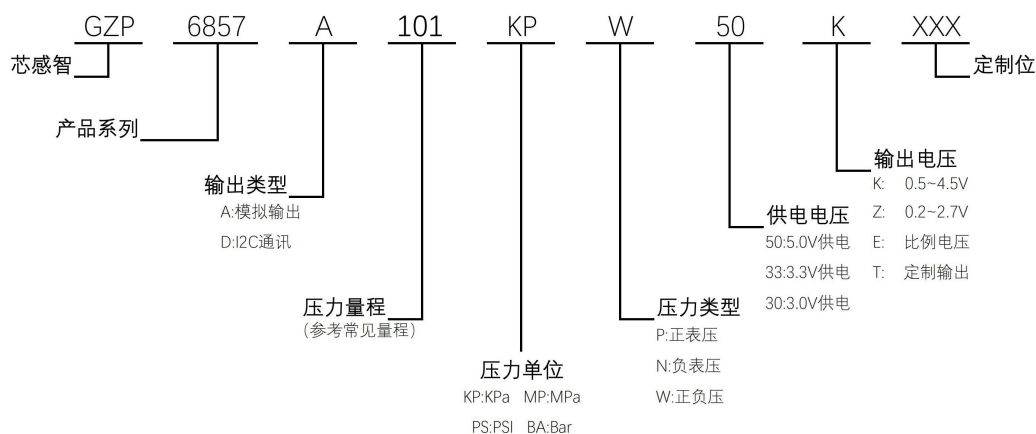 GZP 6857 A 101 KP W 50 K XXX
芯感智
定制位
产品系列
输出类型
A:模拟输出
D:I2C通讯
输出电压
K: 0.5~4.5V
Z: 0.2~2.7V
E: 比例电压
T: 定制输出
供电电压
50:5.0V供电
33:3.3V供电
30:3.0V供电
压力量程
(参考常见量程)
压力类型
P:正表压
N:负表压
W:正负压
压力单位
KP:KPa MP:MPa
PS:PSI BA:Bar